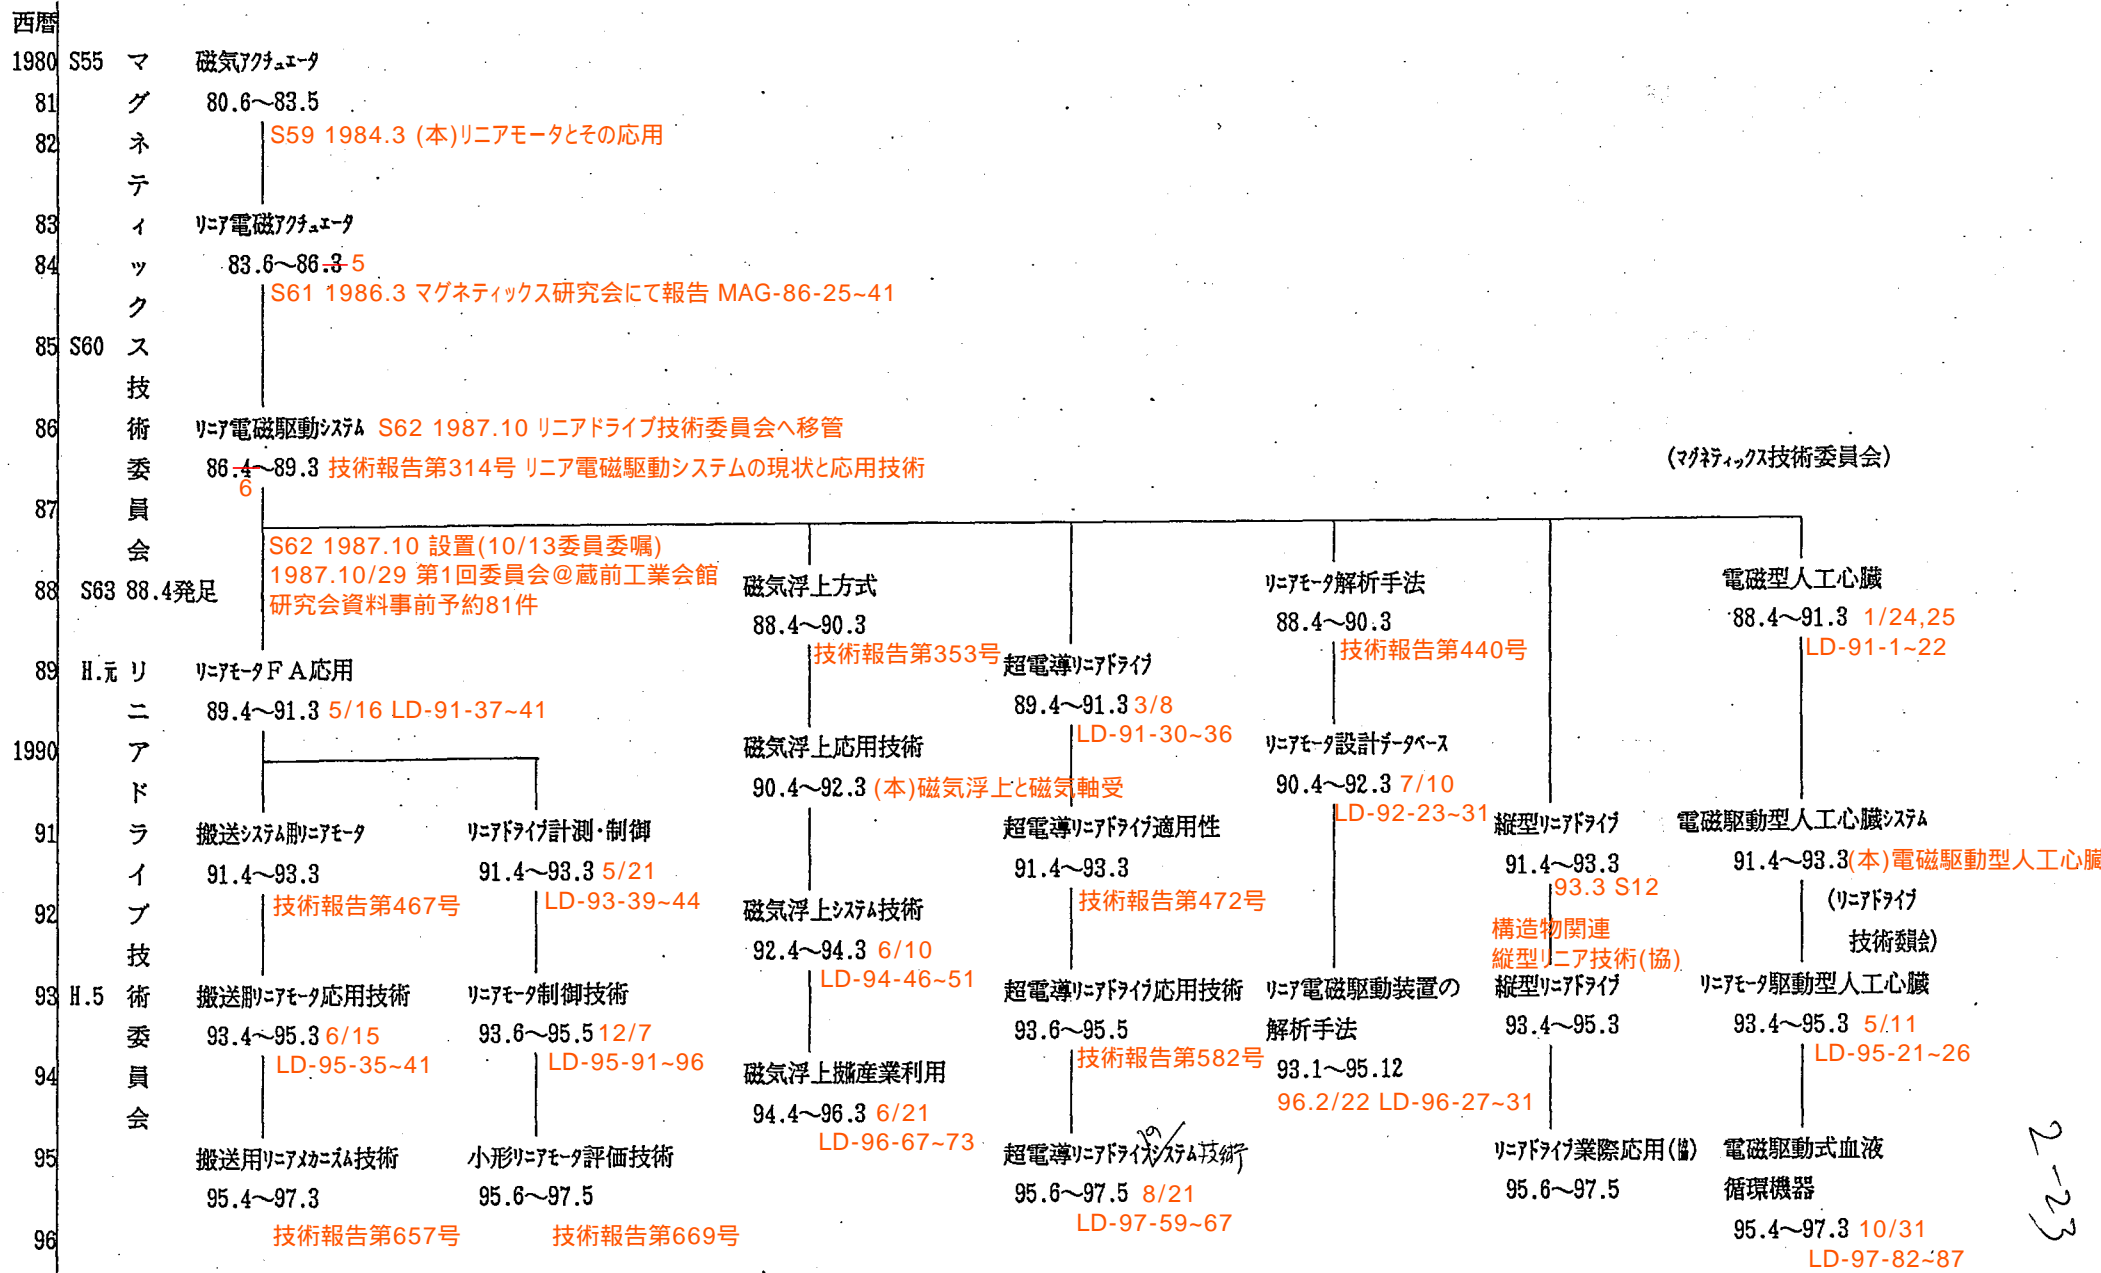 西暦
1980 S55 マ 磁気アクチュエータ
81 グ 80.6～83.5
S59 1984.3 (本)リニアモータとその応用
82 ネ
テ
83 ィ リニア電磁アクチュエータ
84 ッ 83.6～86.3 5
S61 1986.3 マグネティックス研究会にて報告 MAG-86-25~41
ク
85 S60 ス
技
86 術 リニア電磁駆動システム S62 1987.10 リニアドライブ技術委員会へ移管
(マグネティックス技術委員会)
委 86.4～89.3 技術報告第314号 リニア電磁駆動システムの現状と応用技術
6
87 員
会 S62 1987.10 設置(10/13委員委嘱)
1987.10/29 第1回委員会@蔵前工業会館
88 S63 88.4発足 研究会資料事前予約81件
磁気浮上方式 リニアモータ解析手法 電磁型人工心臓
88.4～90.3 88.4～90.3 88.4～91.3 1/24,25
技術報告第353号 技術報告第440号 LD-91-1~22
89 H.元 リ リニアモータＦＡ応用 超電導リニアドライブ
ニ 89.4～91.3 5/16 LD-91-37~41 89.4～91.3 3/8
LD-91-30~36
1990 ア 磁気浮上応用技術 リニアモータ設計データベース
ド 90.4～92.3 (本)磁気浮上と磁気軸受 90.4～92.3 7/10
LD-92-23~31
91 ラ 搬送システム用リニアモータ リニアドライブ計測・制御 超電導リニアドライブ適用性 縦型リニアドライブ 電磁駆動型人工心臓システム
イ 91.4～93.3 91.4～93.3 5/21 91.4～93.3 91.4～93.3 91.4～93.3(本)電磁駆動型人工心臓
93.3 S12
技術報告第467号 LD-93-39~44 技術報告第472号 (リニアドライブ
92 ブ 磁気浮上システム技術 構造物関連 技術委員会)
技 92.4～94.3 6/10 縦型リニア技術(協)
LD-94-46~51
93 H.5 術 搬送用リニアモータ応用技術 リニアモータ制御技術 超電導リニアドライブ応用技術 リニア電磁駆動装置の 縦型リニアドライブ リニアモータ駆動型人工心臓
委 93.4～95.3 6/15 93.6～95.5 12/7 93.6～95.5 解析手法 93.4～95.3 93.4～95.3 5/11
LD-95-35~41 LD-95-91~96 技術報告第582号 93.1～95.12 LD-95-21~26
94 員 磁気浮上技術産業利用 96.2/22 LD-96-27~31
会 94.4～96.3 6/21
LD-96-67~73
95 搬送用リニアメカニズム技術 小形リニアモータ評価技術 超電導リニアドライブシステム技術 リニアドライブ業際応用(協) 電磁駆動式血液
95.4～97.3 95.6～97.5 95.6～97.5 8/21 95.6～97.5 循環機器
96 技術報告第657号 技術報告第669号 LD-97-59~67 95.4～97.3 10/31
LD-97-82~87
2-23